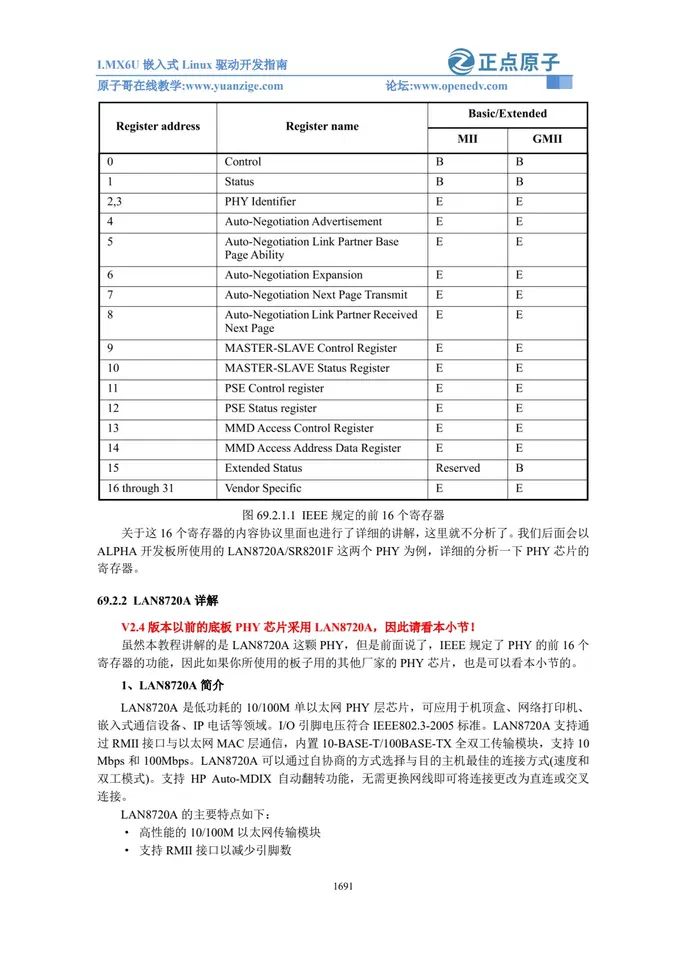 I.MX6U 嵌入式 Linux 驱动开发指南
正点原子
原子哥在线教学:www.yuanzige.com 论坛:www.openedv.com
Register address Register name Basic/Extended
MII GMII
0 Control B B
1 Status B B
2,3 PHY Identifier E E
4 Auto-Negotiation Advertisement E E
5 Auto-Negotiation Link Partner Base E E
Page Ability
6 Auto-Negotiation Expansion E E
7 Auto-Negotiation Next Page Transmit E E
8 Auto-Negotiation Link Partner Received E E
Next Page
9 MASTER-SLAVE Control Register E E
10 MASTER-SLAVE Status Register E E
11 PSE Control register E E
12 PSE Status register E E
13 MMD Access Control Register E E
14 MMD Access Address Data Register E E
15 Extended Status Reserved B
16 through 31 Vendor Specific E E
图 69.2.1.1 IEEE 规定的前 16 个寄存器
关于这 16 个寄存器的内容协议里面也进行了详细的讲解，这里就不分析了。我们后面会以
ALPHA 开发板所使用的 LAN8720A/SR8201F 这两个 PHY 为例，详细的分析一下 PHY 芯片的
寄存器。
69.2.2 LAN8720A 详解
V2.4 版本以前的底板 PHY 芯片采用 LAN8720A，因此请看本小节！
虽然本教程讲解的是 LAN8720A 这颗 PHY，但是前面说了，IEEE 规定了 PHY 的前 16 个
寄存器的功能，因此如果你所使用的板子用的其他厂家的 PHY 芯片，也是可以看本小节的。
1、LAN8720A 简介
LAN8720A 是低功耗的 10/100M 单以太网 PHY 层芯片，可应用于机顶盒、网络打印机、
嵌入式通信设备、IP 电话等领域。I/O 引脚电压符合 IEEE802.3-2005 标准。LAN8720A 支持通
过 RMII 接口与以太网 MAC 层通信，内置 10-BASE-T/100BASE-TX 全双工传输模块，支持 10
Mbps 和 100Mbps。LAN8720A 可以通过自协商的方式选择与目的主机最佳的连接方式(速度和
双工模式)。支持 HP Auto-MDIX 自动翻转功能，无需更换网线即可将连接更改为直连或交叉
连接。
LAN8720A 的主要特点如下：
· 高性能的 10/100M 以太网传输模块
· 支持 RMII 接口以减少引脚数
1691